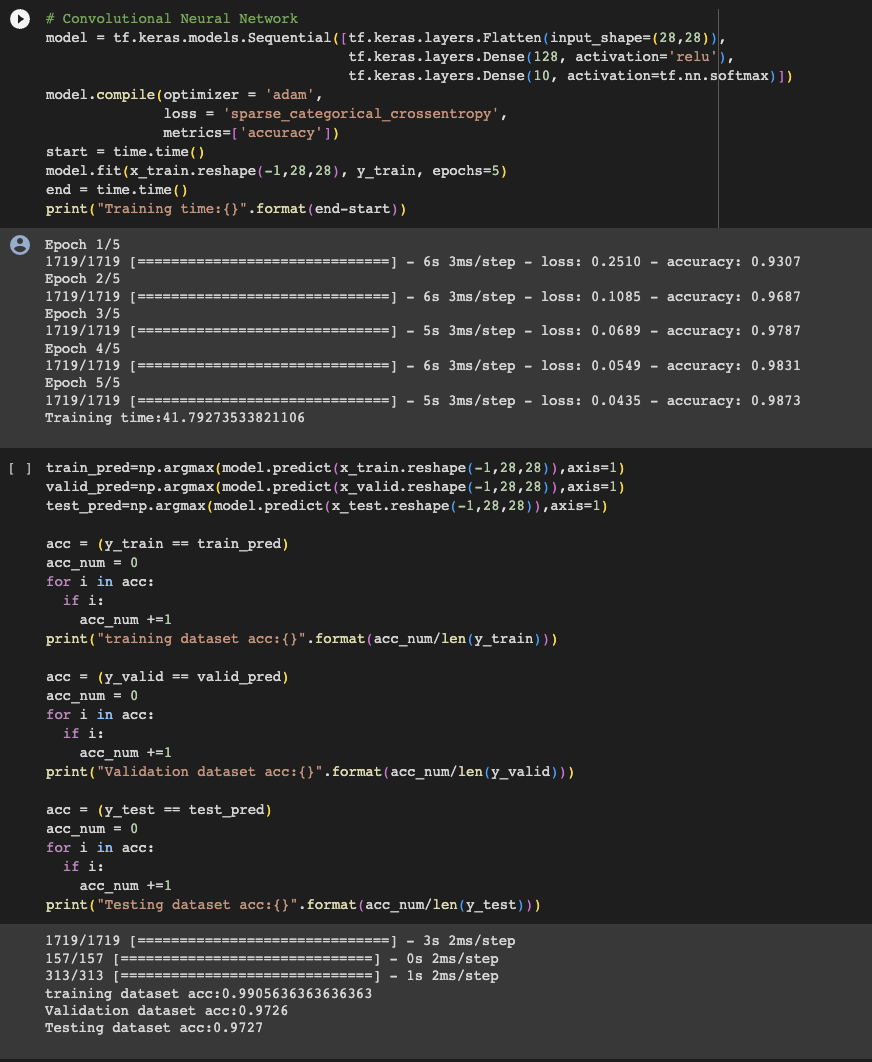 # Convolutional Neural Network
model = tf.keras.models.Sequential([tf.keras.layers.Flatten(input_shape=(28,28)),
                                    tf.keras.layers.Dense(128, activation='relu'),
                                    tf.keras.layers.Dense(10, activation=tf.nn.softmax)])
model.compile(optimizer = 'adam',
              loss = 'sparse_categorical_crossentropy',
              metrics=['accuracy'])
start = time.time()
model.fit(x_train.reshape(-1,28,28), y_train, epochs=5)
end = time.time()
print("Training time:{}".format(end-start))
Epoch 1/5
1719/1719 [==============================] - 6s 3ms/step - loss: 0.2510 - accuracy: 0.9307
Epoch 2/5
1719/1719 [==============================] - 6s 3ms/step - loss: 0.1085 - accuracy: 0.9687
Epoch 3/5
1719/1719 [==============================] - 5s 3ms/step - loss: 0.0689 - accuracy: 0.9787
Epoch 4/5
1719/1719 [==============================] - 6s 3ms/step - loss: 0.0549 - accuracy: 0.9831
Epoch 5/5
1719/1719 [==============================] - 5s 3ms/step - loss: 0.0435 - accuracy: 0.9873
Training time:41.79273533821106
[ ] train_pred=np.argmax(model.predict(x_train.reshape(-1,28,28)),axis=1)
valid_pred=np.argmax(model.predict(x_valid.reshape(-1,28,28)),axis=1)
test_pred=np.argmax(model.predict(x_test.reshape(-1,28,28)),axis=1)
acc = (y_train == train_pred)
acc_num = 0
for i in acc:
  if i:
    acc_num +=1
print("training dataset acc:{}".format(acc_num/len(y_train)))
acc = (y_valid == valid_pred)
acc_num = 0
for i in acc:
  if i:
    acc_num +=1
print("Validation dataset acc:{}".format(acc_num/len(y_valid)))
acc = (y_test == test_pred)
acc_num = 0
for i in acc:
  if i:
    acc_num +=1
print("Testing dataset acc:{}".format(acc_num/len(y_test)))
1719/1719 [==============================] - 3s 2ms/step
157/157 [==============================] - 0s 2ms/step
313/313 [==============================] - 1s 2ms/step
training dataset acc:0.9905636363636363
Validation dataset acc:0.9726
Testing dataset acc:0.9727